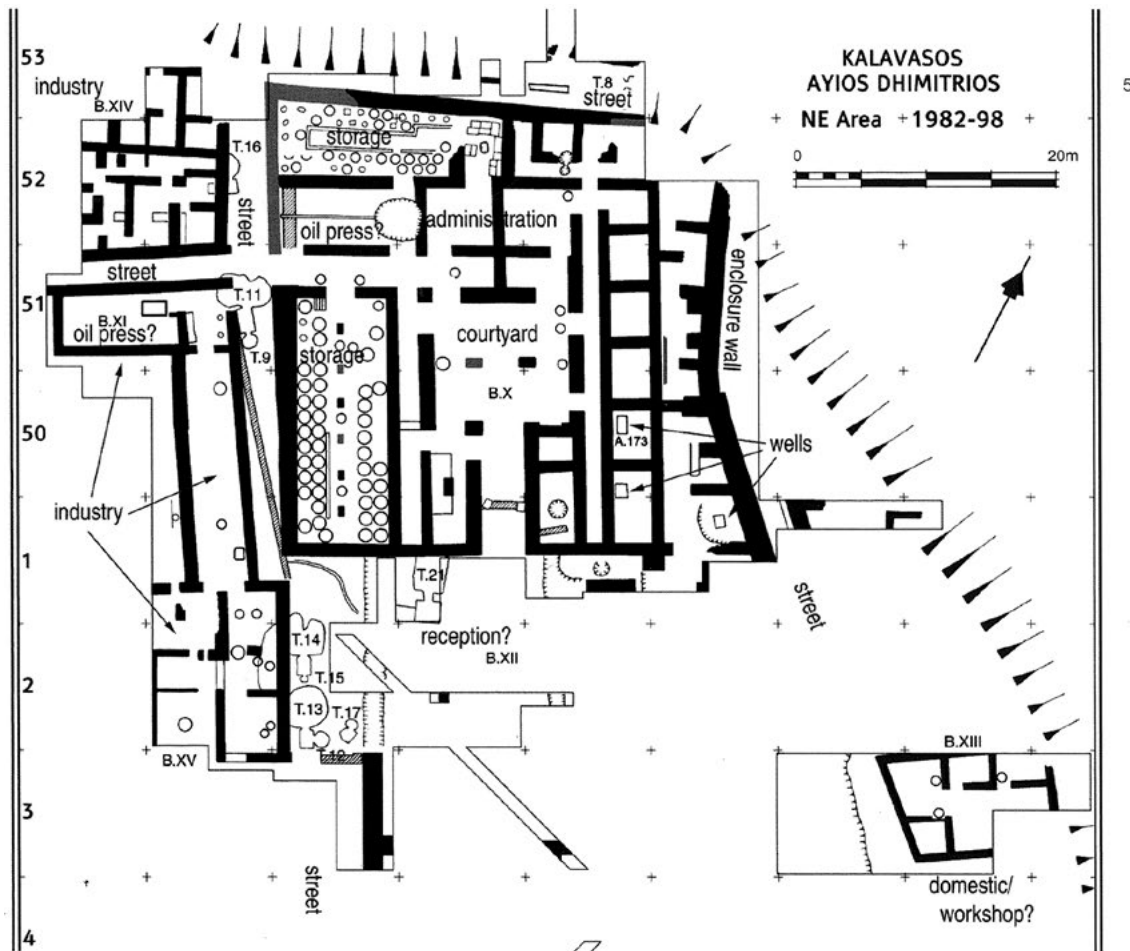 53
KALAVASOS
AYIOS DHIMITRIOS
NE Area 1982-98
5
industry
B.XIV
T.8
street
0 20m
storage
T.16
52
street
oil press?
administration
enclosure wall
street
51
T.11
B.XI
oil press?
storage
courtyard
T.9
B.X
50
A.173
wells
industry
1
T.21
street
T.14
reception?
B.XII
T.15
2
T.13
T.17
T.12
B.XV
B.XIII
3
street
domestic/
workshop?
4